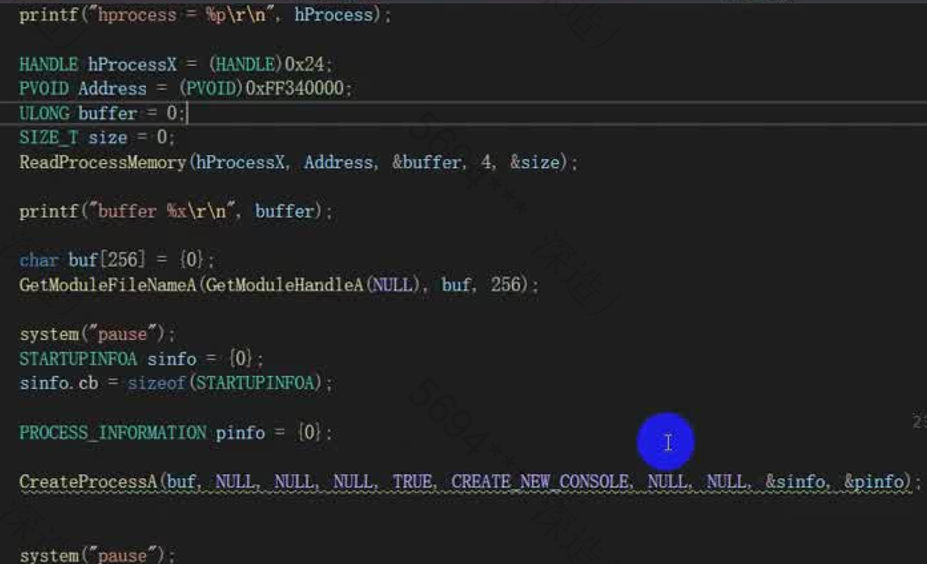 printf("hprocess = %p\r\n", hProcess);
HANDLE hProcessX = (HANDLE)0x24;
PVOID Address = (PVOID)0xFF340000;
ULONG buffer = 0;
SIZE_T size = 0;
ReadProcessMemory(hProcessX, Address, &buffer, 4, &size);
printf("buffer %x\r\n", buffer);
char buf[256] = {0};
GetModuleFileNameA(GetModuleHandleA(NULL), buf, 256);
system("pause");
STARTUPINFOA sinfo = {0};
sinfo.cb = sizeof(STARTUPINFOA);
PROCESS_INFORMATION pinfo = {0};
CreateProcessA(buf, NULL, NULL, NULL, TRUE, CREATE_NEW_CONSOLE, NULL, NULL, &sinfo, &pinfo);
system("pause");